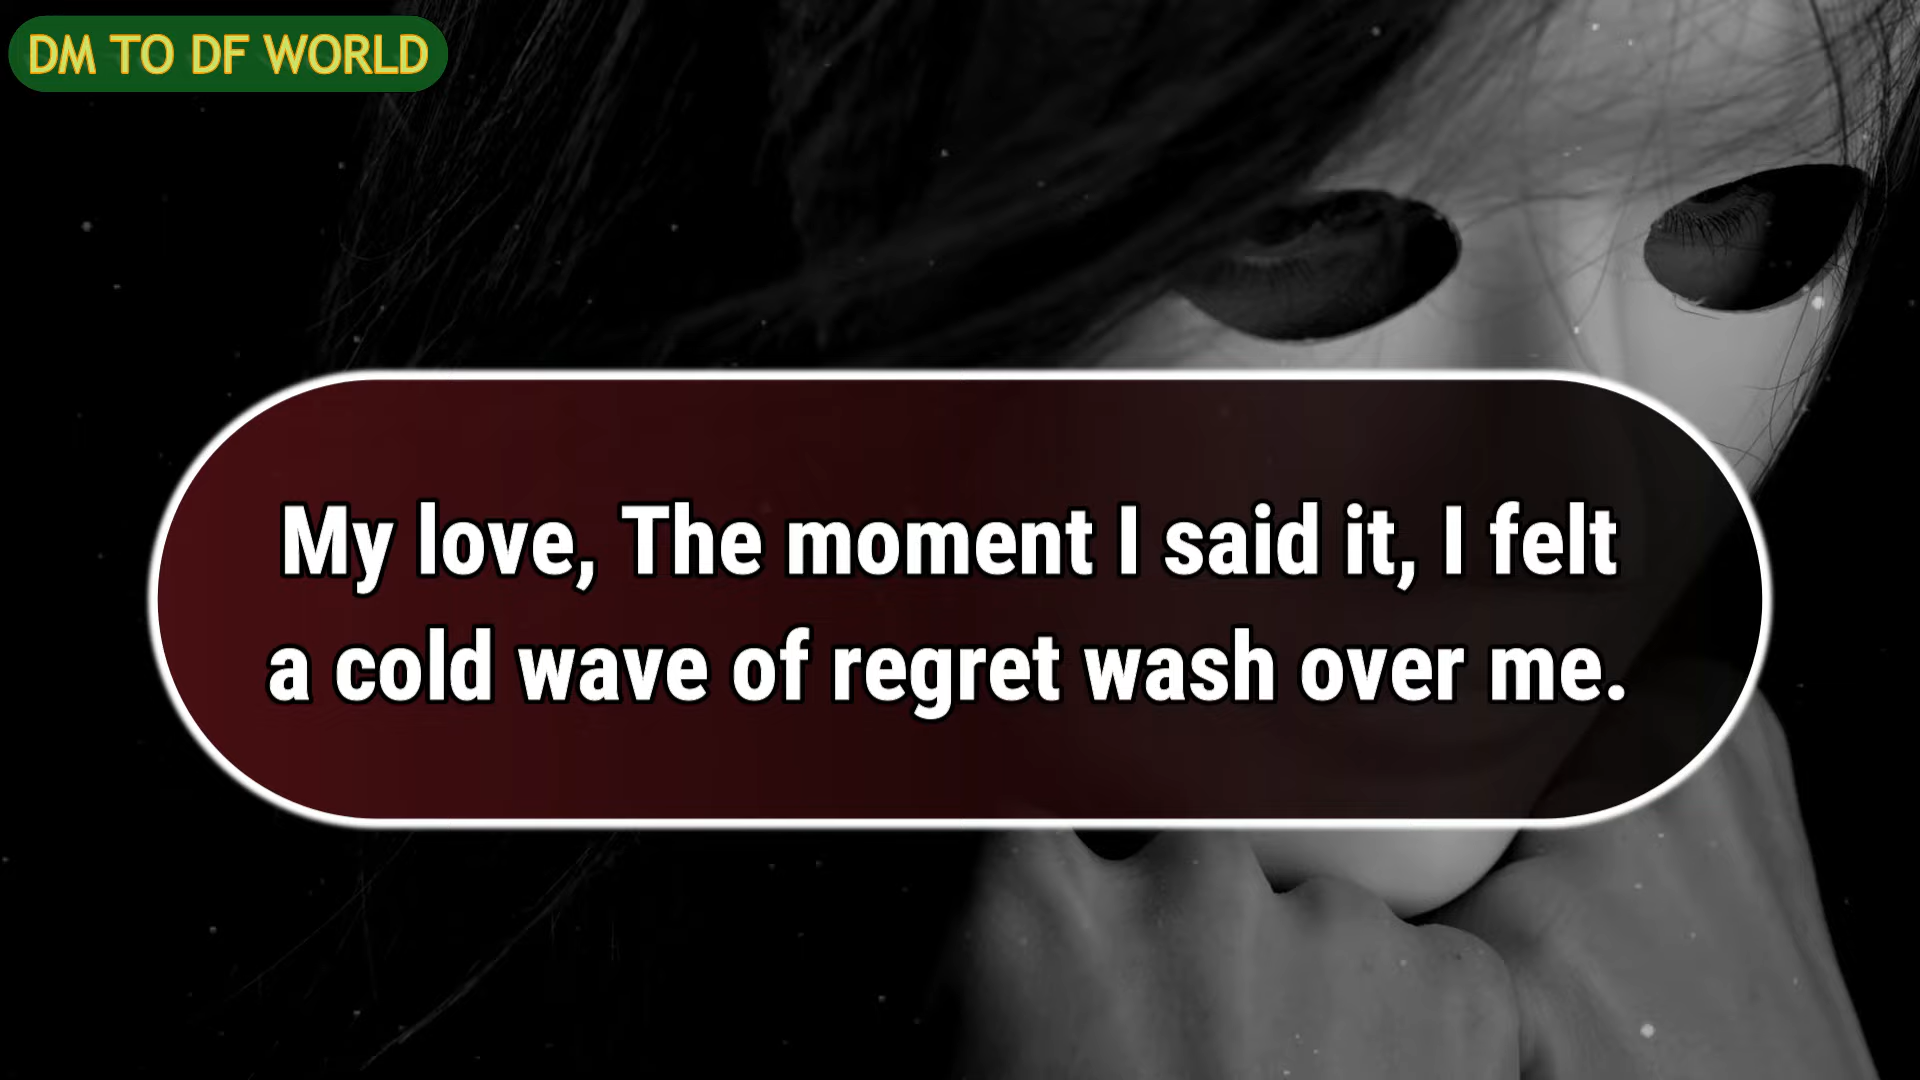 DM TO DF WORLD
My love, The moment I said it, I felt
a cold wave of regret wash over me.